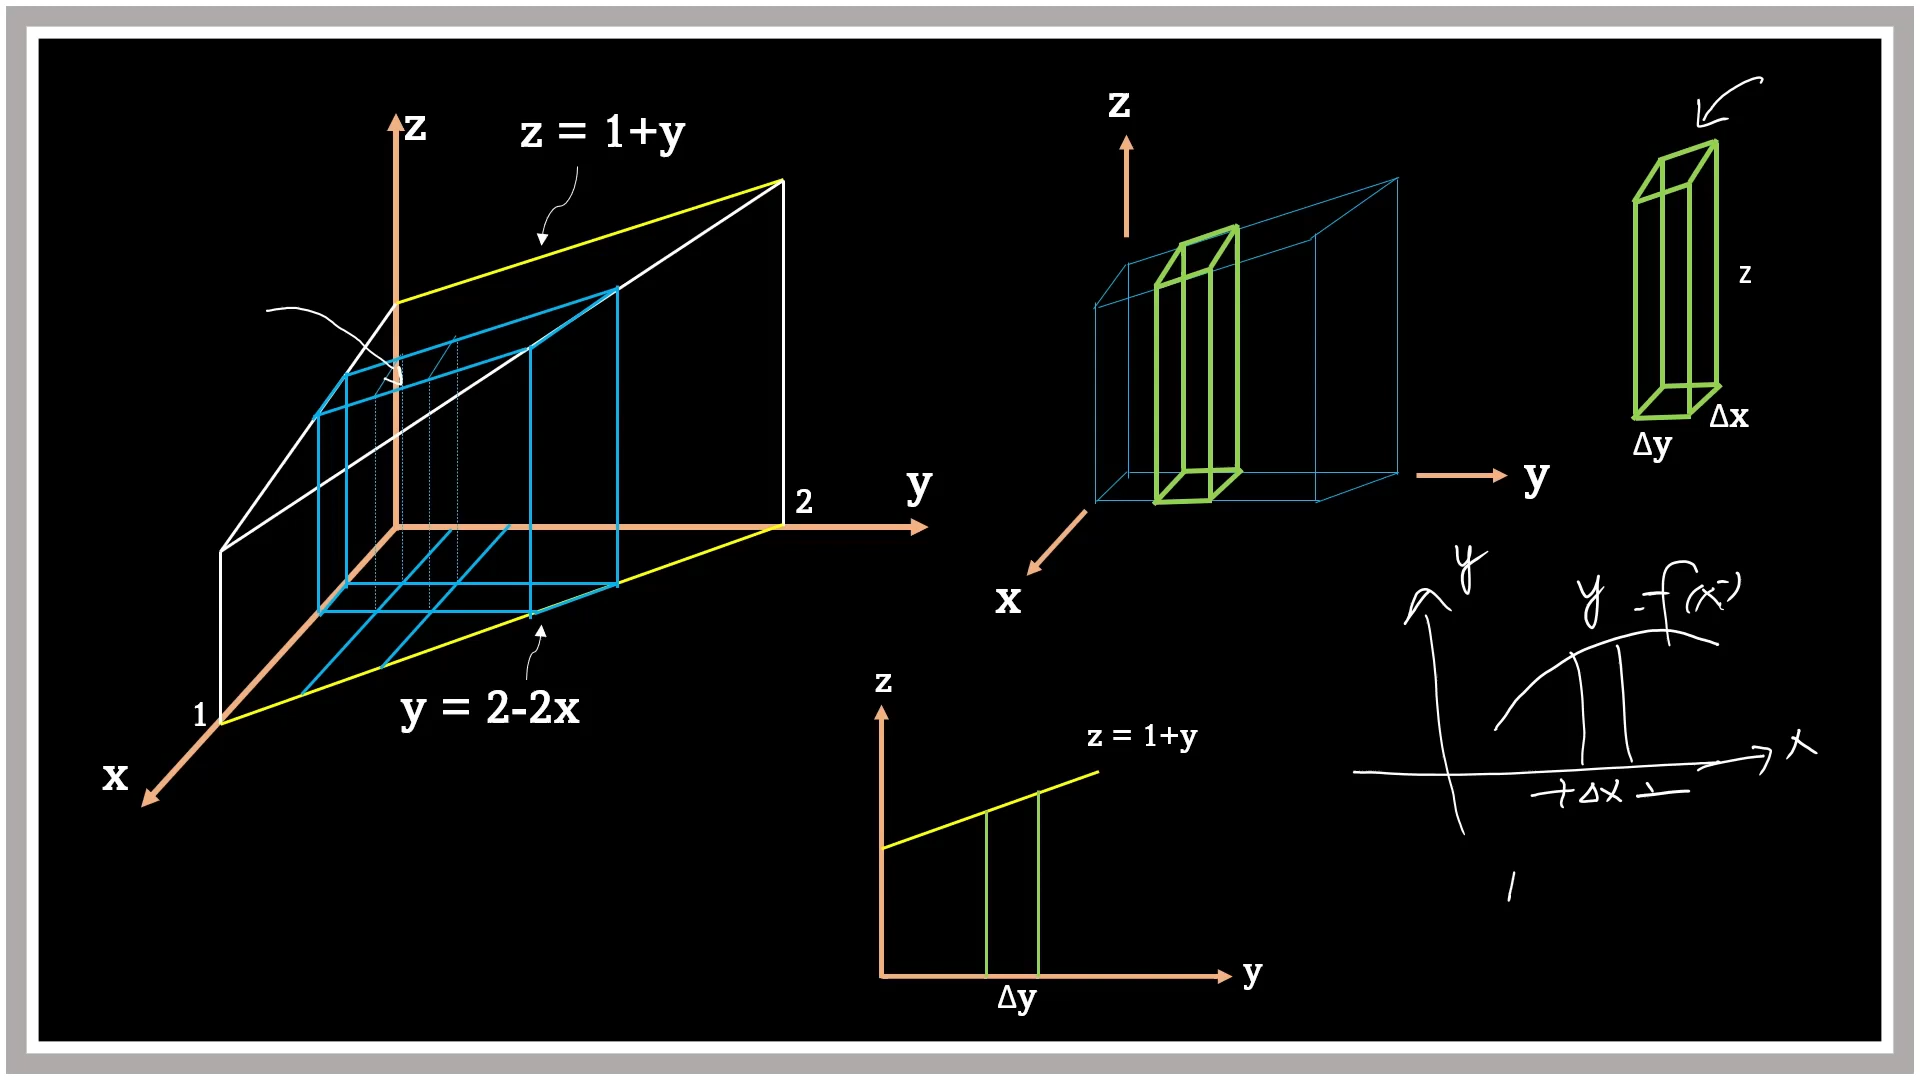 z
z = 1+y
y
2
1
y = 2-2x
x
z
y
x
z
Δx
Δy
z
z = 1+y
y
Δy
y
y = f(x)
x
Δx